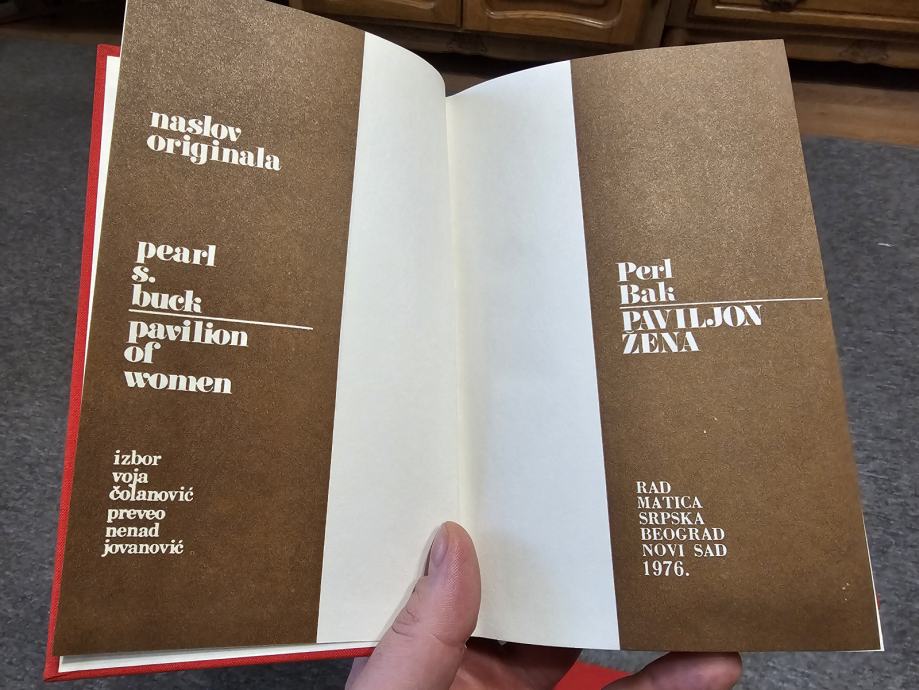 naslov
originala
pearl
s.
buck
pavilion
of
women
izbor
voja
čolanović
preveo
nenad
jovanović
Perl
Bak
PAVILJON
ŽENA
RAD
MATICA
SRPSKA
BEOGRAD
NOVI SAD
1976.